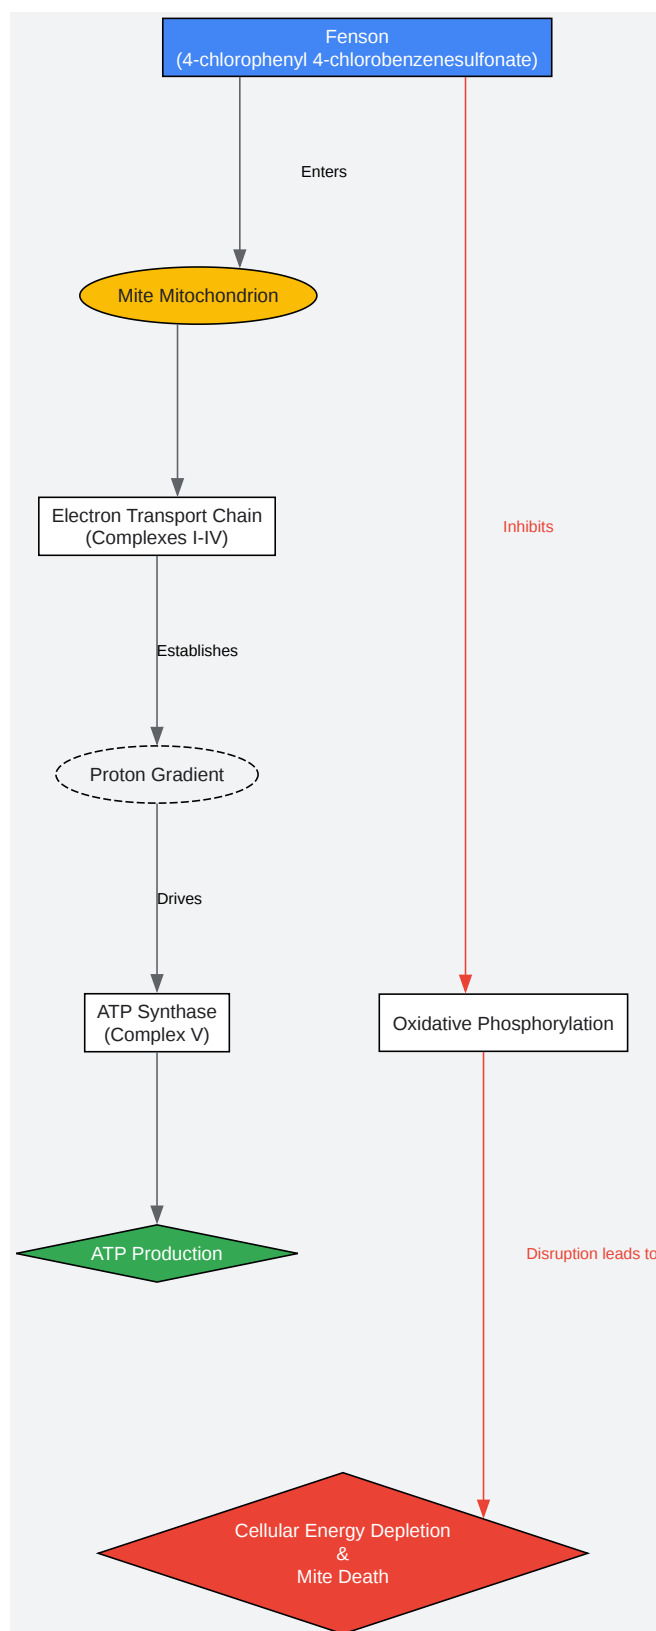 Fenson
(4-chlorophenyl 4-chlorobenzenesulfonate)
Enters
Mite Mitochondrion
Electron Transport Chain
(Complexes I-IV)
Inhibits
Establishes
Proton Gradient
Drives
ATP Synthase
(Complex V)
Oxidative Phosphorylation
ATP Production
Disruption leads to
Cellular Energy Depletion
&
Mite Death